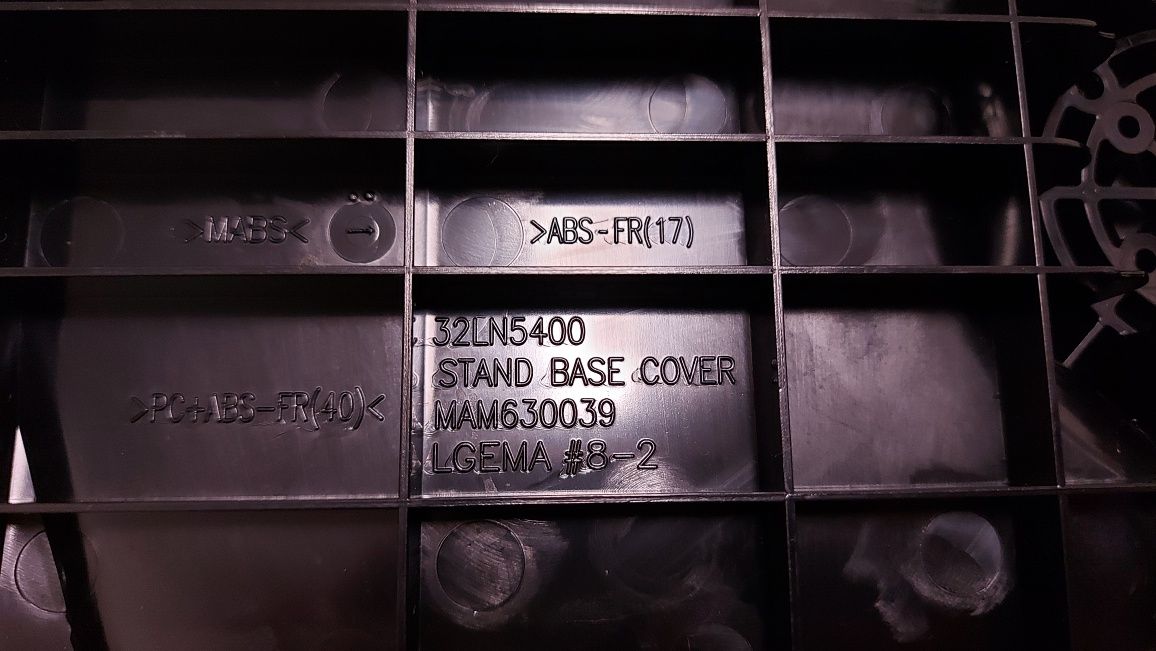 >MABS<
>ABS-FR(17)
>PC+ABS-FR(40)<
32LN5400
STAND BASE COVER
MAM630039
LGEMA #8-2